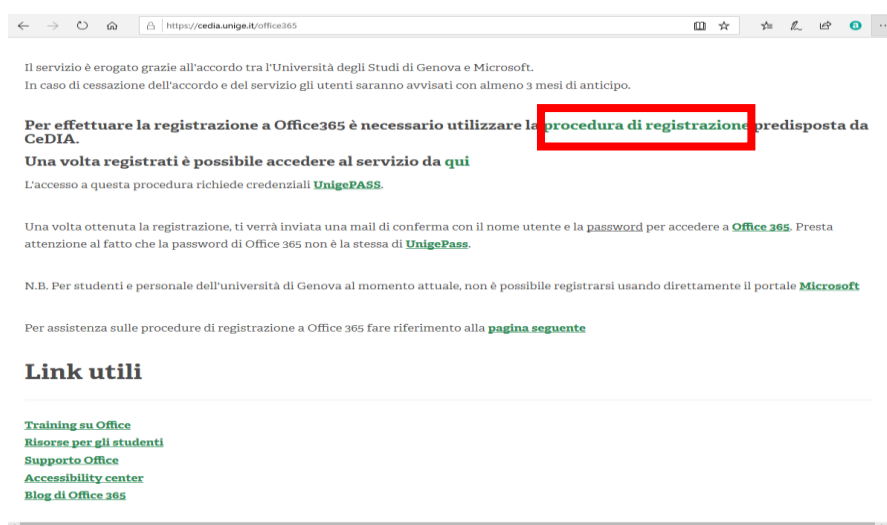 https://cedia.unige.it/office365
Il servizio è erogato grazie all'accordo tra l'Università degli Studi di Genova e Microsoft.
In caso di cessazione dell'accordo e del servizio gli utenti saranno avvisati con almeno 3 mesi di anticipo.
Per effettuare la registrazione a Office365 è necessario utilizzare la procedura di registrazione predisposta da
CeDIA.
Una volta registrati è possibile accedere al servizio da qui
L'accesso a questa procedura richiede credenziali UnigePASS.
Una volta ottenuta la registrazione, ti verrà inviata una mail di conferma con il nome utente e la password per accedere a Office 365. Presta
attenzione al fatto che la password di Office 365 non è la stessa di UnigePass.
N.B. Per studenti e personale dell'università di Genova al momento attuale, non è possibile registrarsi usando direttamente il portale Microsoft
Per assistenza sulle procedure di registrazione a Office 365 fare riferimento alla pagina seguente
Link utili
Training su Office
Risorse per gli studenti
Supporto Office
Accessibility center
Blog di Office 365